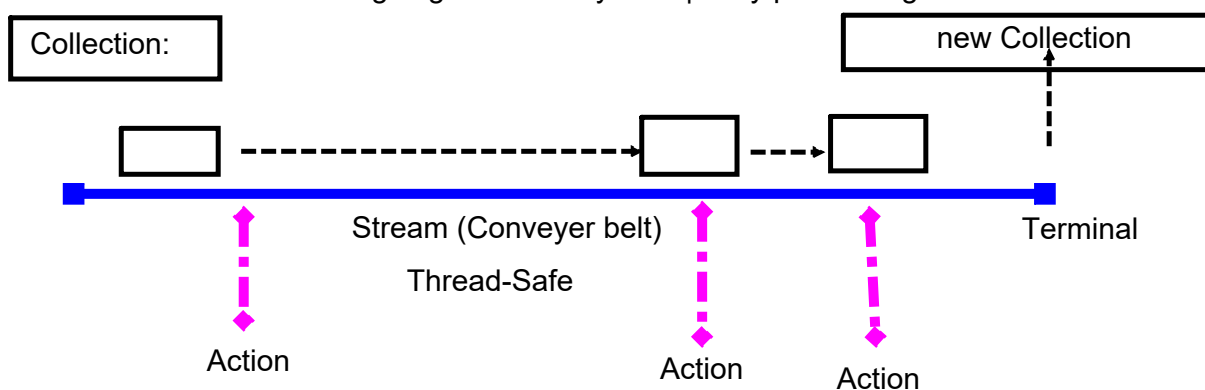 Collection:
new Collection
Stream (Conveyer belt)
Terminal
Thread-Safe
Action
Action
Action